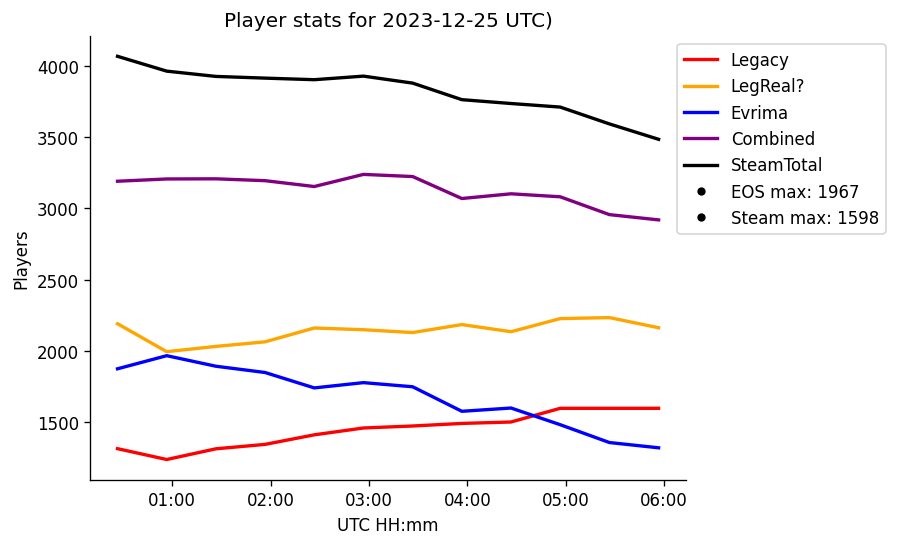 Player stats for 2023-12-25 UTC)
Legacy
LegReal?
Evrima
Combined
SteamTotal
EOS max: 1967
Steam max: 1598
Players
4000
3500
3000
2500
2000
1500
01:00 02:00 03:00 04:00 05:00 06:00
UTC HH:mm